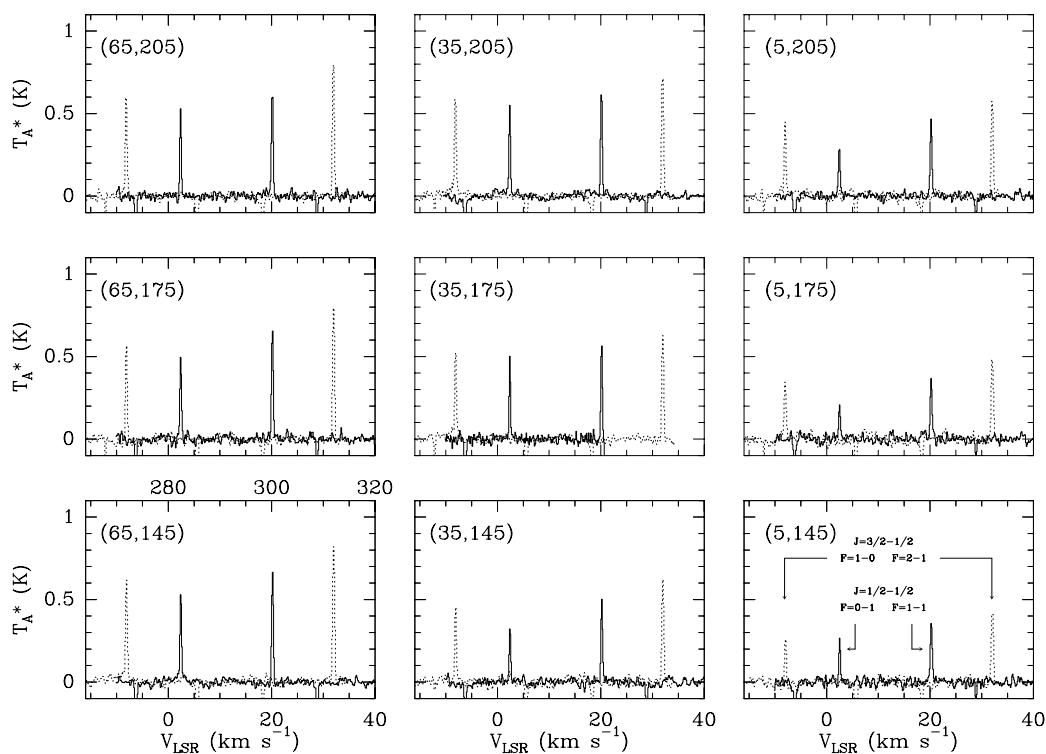 (65,205) (35,205) (5,205)
1
0.5
0
T_A* (K)
(65,175) (35,175) (5,175)
1
0.5
0
T_A* (K)
280 300 320
(65,145) (35,145) (5,145)
1
0.5
0
T_A* (K)
J=3/2−1/2
F=1−0 F=2−1
J=1/2−1/2
F=0−1 F=1−1
0 20 40 0 20 40 0 20 40
V_LSR (km s⁻¹) V_LSR (km s⁻¹) V_LSR (km s⁻¹)